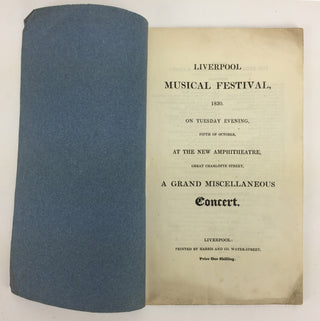 LIVERPOOL
MUSICAL FESTIVAL,
1830.
ON TUESDAY EVENING,
FIFTH OF OCTOBER,
AT THE NEW AMPHITHEATRE,
GREAT CHARLOTTE STREET,
A GRAND MISCELLANEOUS
Concert.
LIVERPOOL:
PRINTED BY HARRIS AND CO. WATER-STREET.
Price One Shilling.